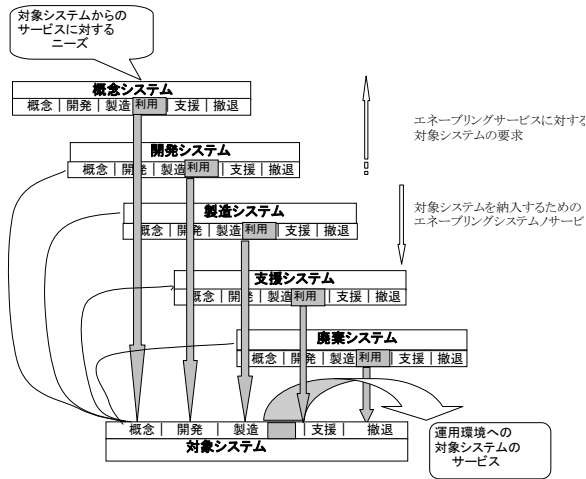 対象システムからの
サービスに対する
ニーズ
概念システム
概念 | 開発 | 製造 利用 | 支援 | 撤退
エネーブリングサービスに対する
対象システムの要求
開発システム
概念 | 開発 | 製造 利用 | 支援 | 撤退
製造システム
概念 | 開発 | 製造 利用 | 支援 | 撤退
対象システムを納入するための
エネーブリングシステム/サービ
支援システム
概念 | 開発 | 製造 利用 | 支援 | 撤退
廃棄システム
概念 | 開発 | 製造 利用 | 支援 | 撤退
概念 | 開発 | 製造 | 支援 | 撤退
対象システム
運用環境への
対象システムの
サービス